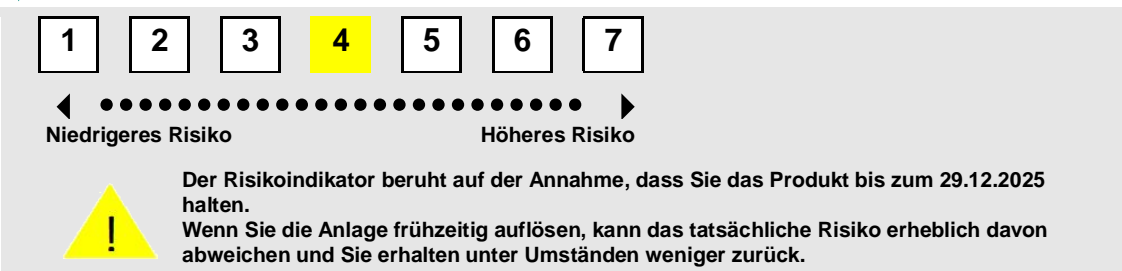 1 2 3 4 5 6 7
Niedrigeres Risiko Höheres Risiko
Der Risikoindikator beruht auf der Annahme, dass Sie das Produkt bis zum 29.12.2025
halten.
! Wenn Sie die Anlage frühzeitig auflösen, kann das tatsächliche Risiko erheblich davon
abweichen und Sie erhalten unter Umständen weniger zurück.